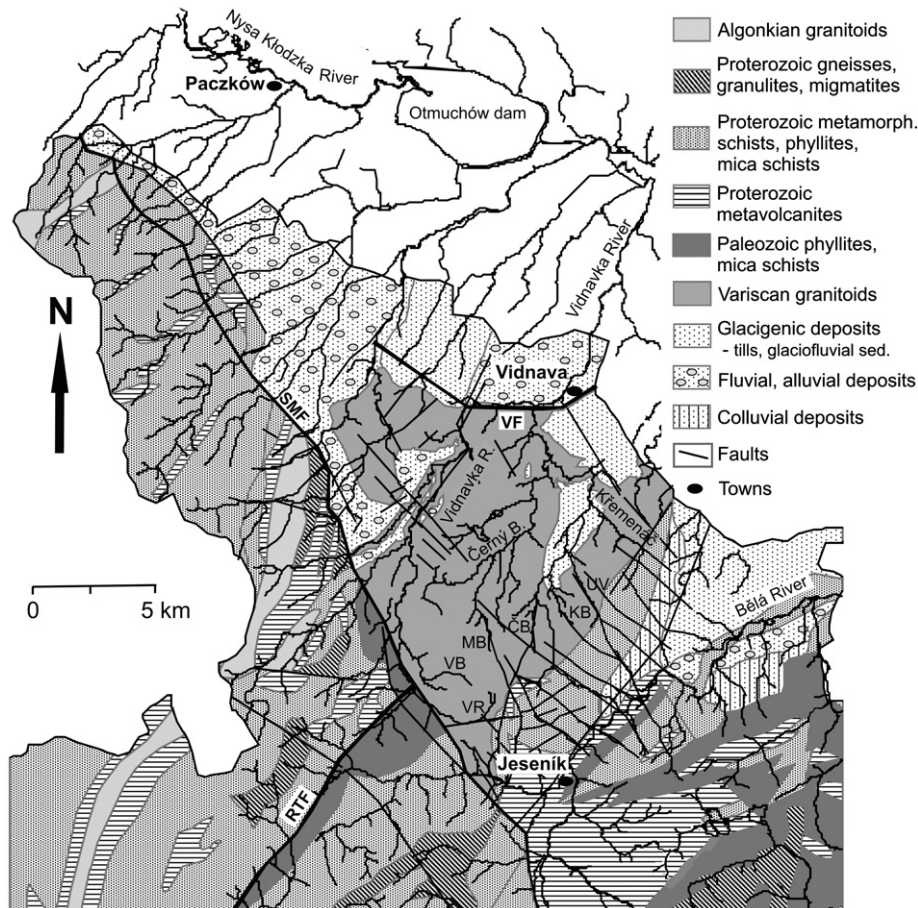 Nysa Kłodzka River
Paczków
Otmuchów dam
Vidnavka River
N
SMF
Vidnava
VF
Vidnavka R.
Černý B.
Křemenáč
0 5 km
UV
KB
ČB
MB
VB
VR
Bělá River
Jeseník
RTF
Algonkian granitoids
Proterozoic gneisses,
granulites, migmatites
Proterozoic metamorph.
schists, phyllites,
mica schists
Proterozoic
metavolcanites
Paleozoic phyllites,
mica schists
Variscan granitoids
Glacigenic deposits
- tills, glaciofluvial sed.
Fluvial, alluvial deposits
Colluvial deposits
Faults
Towns